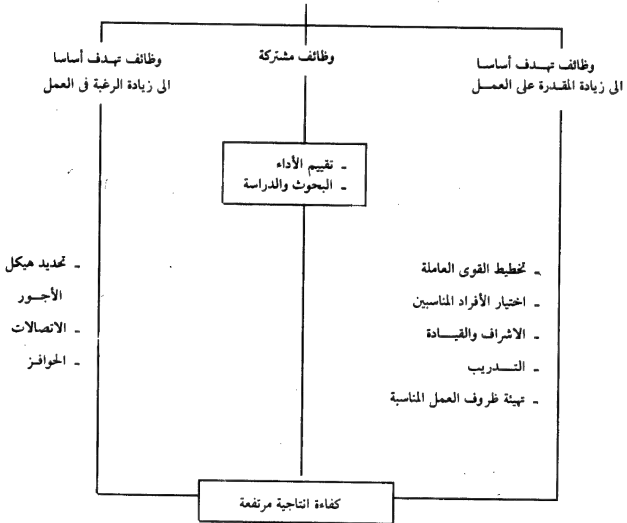 وظائف تهدف أساسا
الى زيادة المقدرة على العمل
وظائف مشتركة
وظائف تهدف أساسا
الى زيادة الرغبة فى العمل
- تقييم الأداء
- البحوث والدراسة
- تخطيط القوى العاملة
- اختيار الأفراد المناسبين
- الاشراف والقيادة
- التدريب
- تهيئة ظروف العمل المناسبة
- تحديد هيكل
الأجور
- الاتصالات
- الحوافز
كفاءة انتاجية مرتفعة